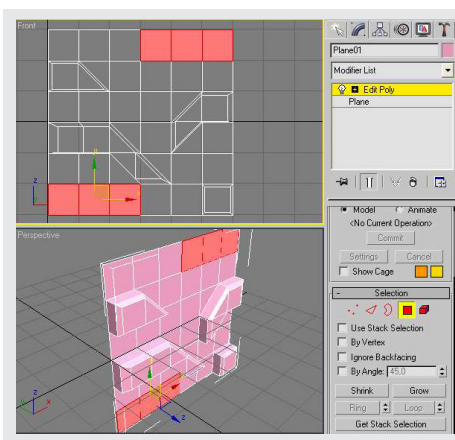 Front
z
x
z
x
Perspective
z
x
z
y
x
Plane01
Modifier List
Edit Poly
Plane
Model
Animate
<No Current Operation>
Commit
Settings
Cancel
Show Cage
-
Selection
Use Stack Selection
By Vertex
Ignore Backfacing
By Angle: 45,0
Shrink
Grow
Ring
Loop
Get Stack Selection